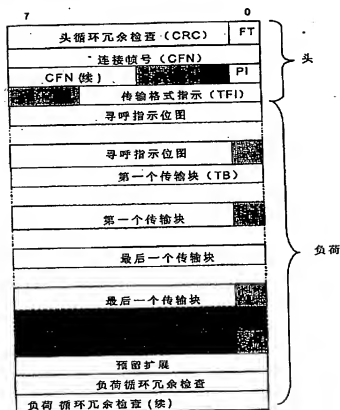 7 0
头循环冗余检查（CRC） FT
连接帧号（CFN）
CFN (续) PI
传输格式指示（TFI）
寻呼指示位图
寻呼指示位图
第一个传输块（TB）
第一个传输块
最后一个传输块
最后一个传输块
预留扩展
负荷循环冗余检查
负荷 循环冗余检查（续）
头
负荷